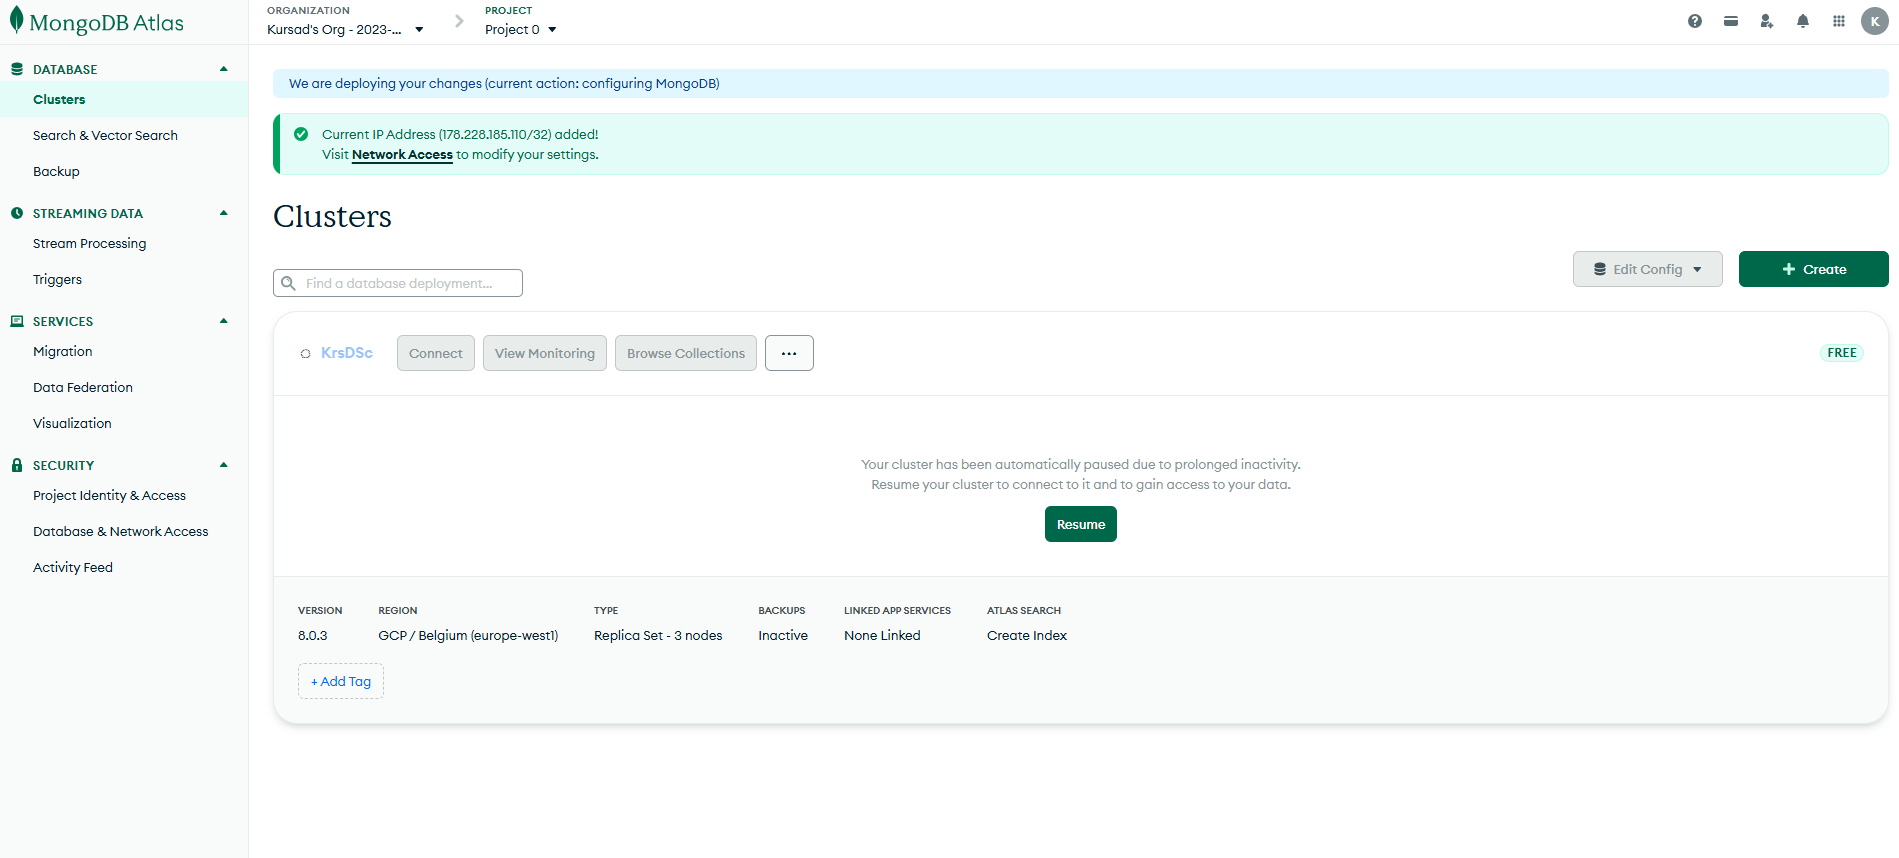 MongoDB Atlas
ORGANIZATION
Kursad's Org - 2023-...
PROJECT
Project 0
K
DATABASE
Clusters
Search & Vector Search
Backup
STREAMING DATA
Stream Processing
Triggers
SERVICES
Migration
Data Federation
Visualization
SECURITY
Project Identity & Access
Database & Network Access
Activity Feed
We are deploying your changes (current action: configuring MongoDB)
Current IP Address (178.228.185.110/32) added!
Visit Network Access to modify your settings.
Clusters
Find a database deployment...
Edit Config
+ Create
KrsDSc
Connect
View Monitoring
Browse Collections
...
FREE
Your cluster has been automatically paused due to prolonged inactivity.
Resume your cluster to connect to it and to gain access to your data.
Resume
VERSION
8.0.3
REGION
GCP / Belgium (europe-west1)
TYPE
Replica Set - 3 nodes
BACKUPS
Inactive
LINKED APP SERVICES
None Linked
ATLAS SEARCH
Create Index
+ Add Tag